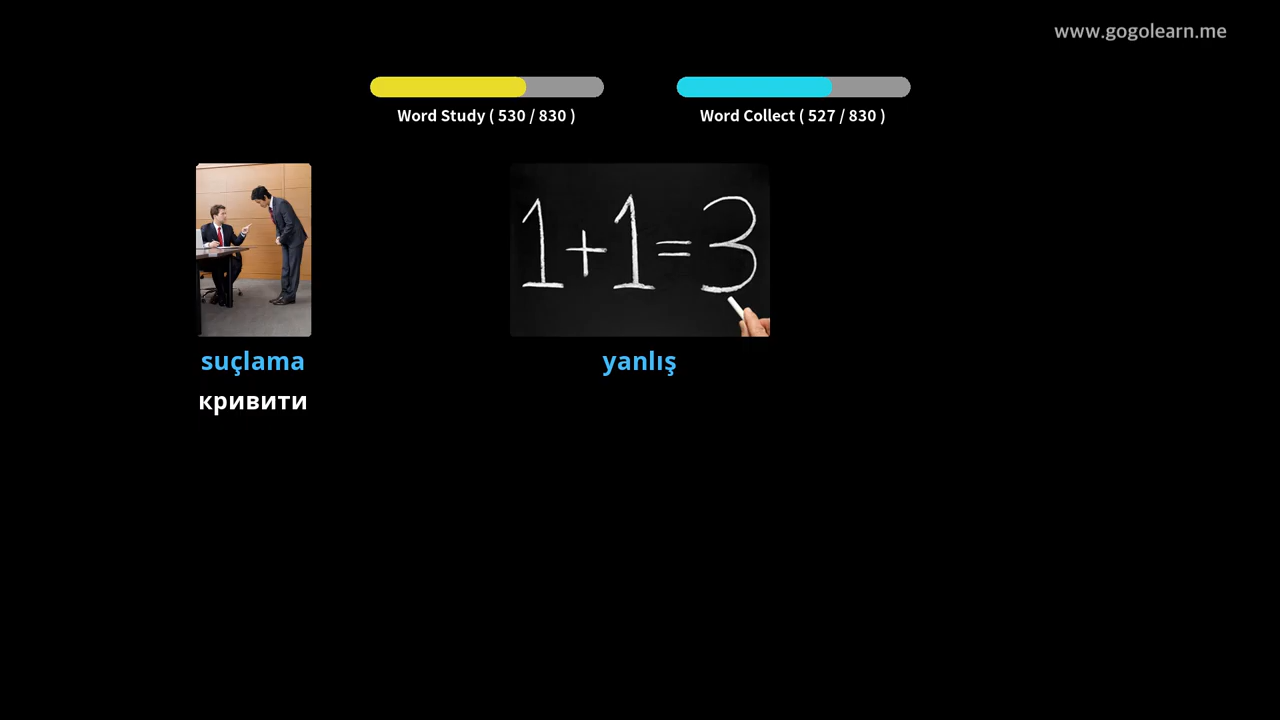 www.gogolearn.me
Word Study ( 530 / 830 )
Word Collect ( 527 / 830 )
1+1=3
suçlama
yanlış
кривити